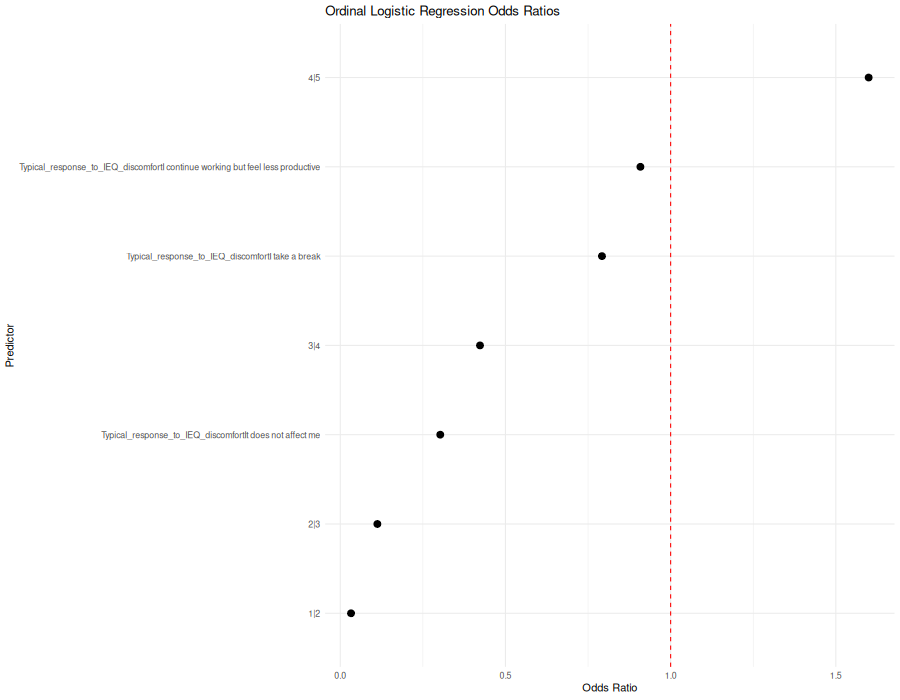 Ordinal Logistic Regression Odds Ratios
4|5
Typical_response_to_IEQ_discomfortI continue working but feel less productive
Typical_response_to_IEQ_discomfortI take a break
Predictor
3|4
Typical_response_to_IEQ_discomfortIt does not affect me
2|3
1|2
0.0 0.5 1.0 1.5
Odds Ratio